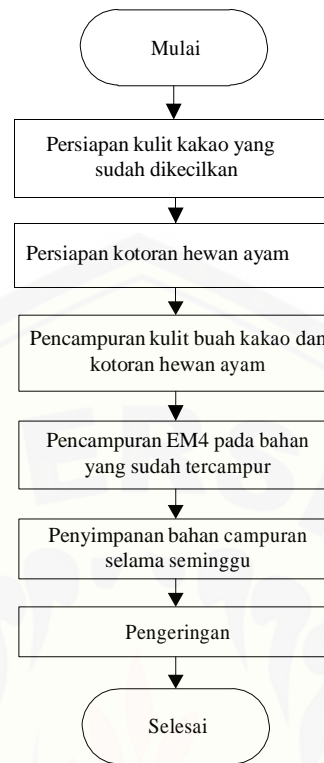 Mulai
Persiapan kulit kakao yang
sudah dikecilkan
Persiapan kotoran hewan ayam
Pencampuran kulit buah kakao dan
kotoran hewan ayam
Pencampuran EM4 pada bahan
yang sudah tercampur
Penyimpanan bahan campuran
selama seminggu
Pengeringan
Selesai